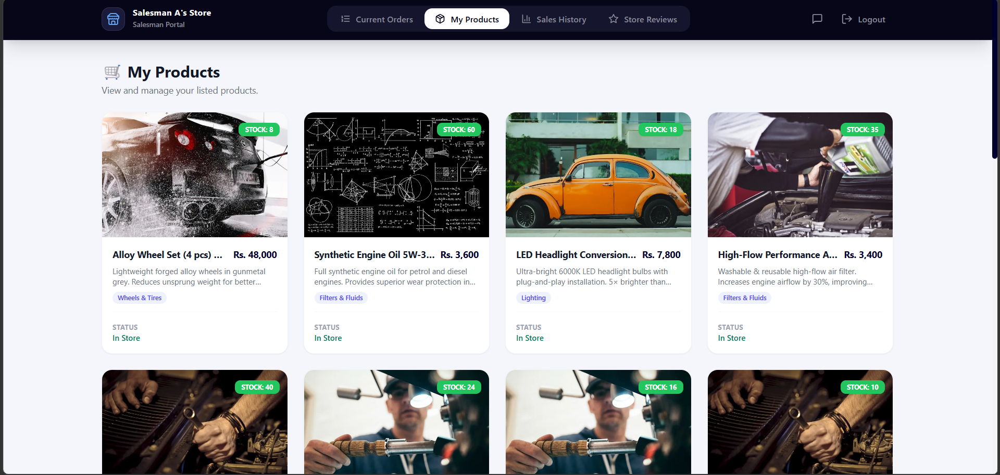 Salesman A's Store
Salesman Portal
Current Orders
My Products
Sales History
Store Reviews
Logout
My Products
View and manage your listed products.
STOCK: 8
STOCK: 60
STOCK: 18
STOCK: 35
Alloy Wheel Set (4 pcs) ... Rs. 48,000
Lightweight forged alloy wheels in gunmetal
grey. Reduces unsprung weight for better...
Wheels & Tires
STATUS
In Store
Synthetic Engine Oil 5W-3... Rs. 3,600
Full synthetic engine oil for petrol and diesel
engines. Provides superior wear protection in...
Filters & Fluids
STATUS
In Store
LED Headlight Conversion... Rs. 7,800
Ultra-bright 6000K LED headlight bulbs with
plug-and-play installation. 5× brighter than...
Lighting
STATUS
In Store
High-Flow Performance A... Rs. 3,400
Washable & reusable high-flow air filter.
Increases engine airflow by 30%, improving...
Filters & Fluids
STATUS
In Store
STOCK: 40
STOCK: 24
STOCK: 16
STOCK: 10